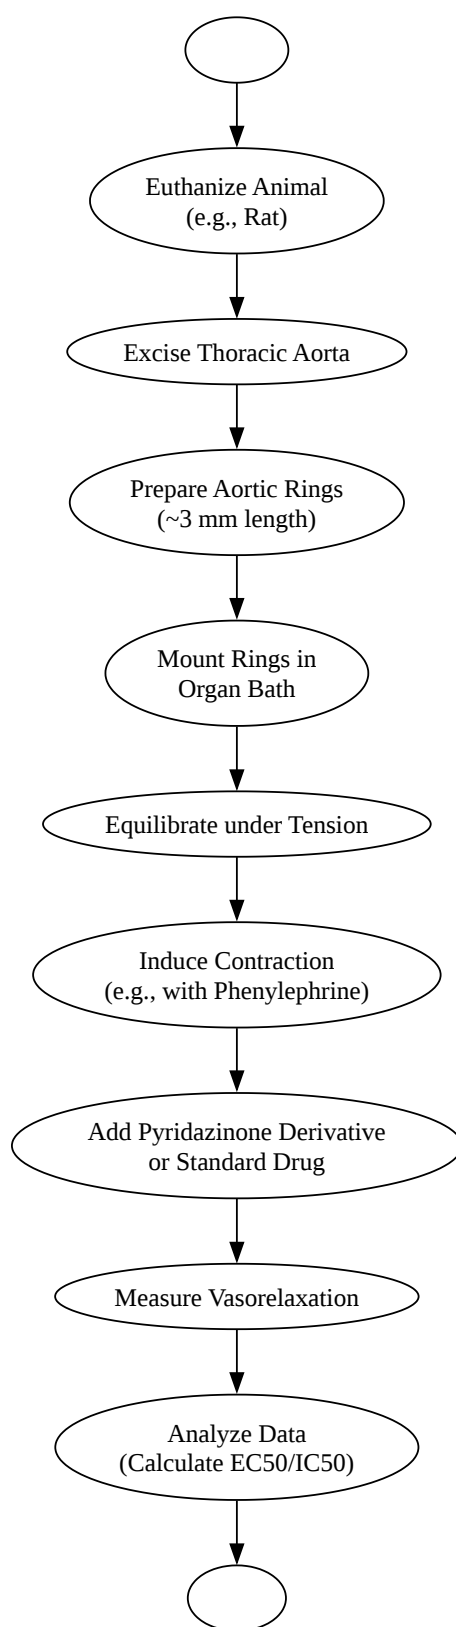 Euthanize Animal
(e.g., Rat)
Excise Thoracic Aorta
Prepare Aortic Rings
(~3 mm length)
Mount Rings in
Organ Bath
Equilibrate under Tension
Induce Contraction
(e.g., with Phenylephrine)
Add Pyridazinone Derivative
or Standard Drug
Measure Vasorelaxation
Analyze Data
(Calculate EC50/IC50)